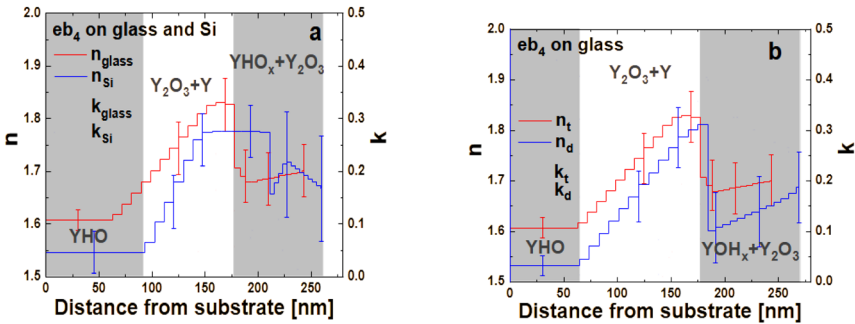 eb4 on glass and Si
a
nglass
nSi
kglass
kSi
Y2O3+Y
YHOx+Y2O3
YHO
2.0
1.9
1.8
1.7
1.6
1.5
n
0.5
0.4
0.3
0.2
0.1
0.0
k
0 50 100 150 200 250
Distance from substrate [nm]
eb4 on glass
b
Y2O3+Y
nt
nd
kt
kd
YHO
YOHx+Y2O3
2.0
1.9
1.8
1.7
1.6
1.5
n
0.5
0.4
0.3
0.2
0.1
0.0
k
0 50 100 150 200 250
Distance from substrate [nm]